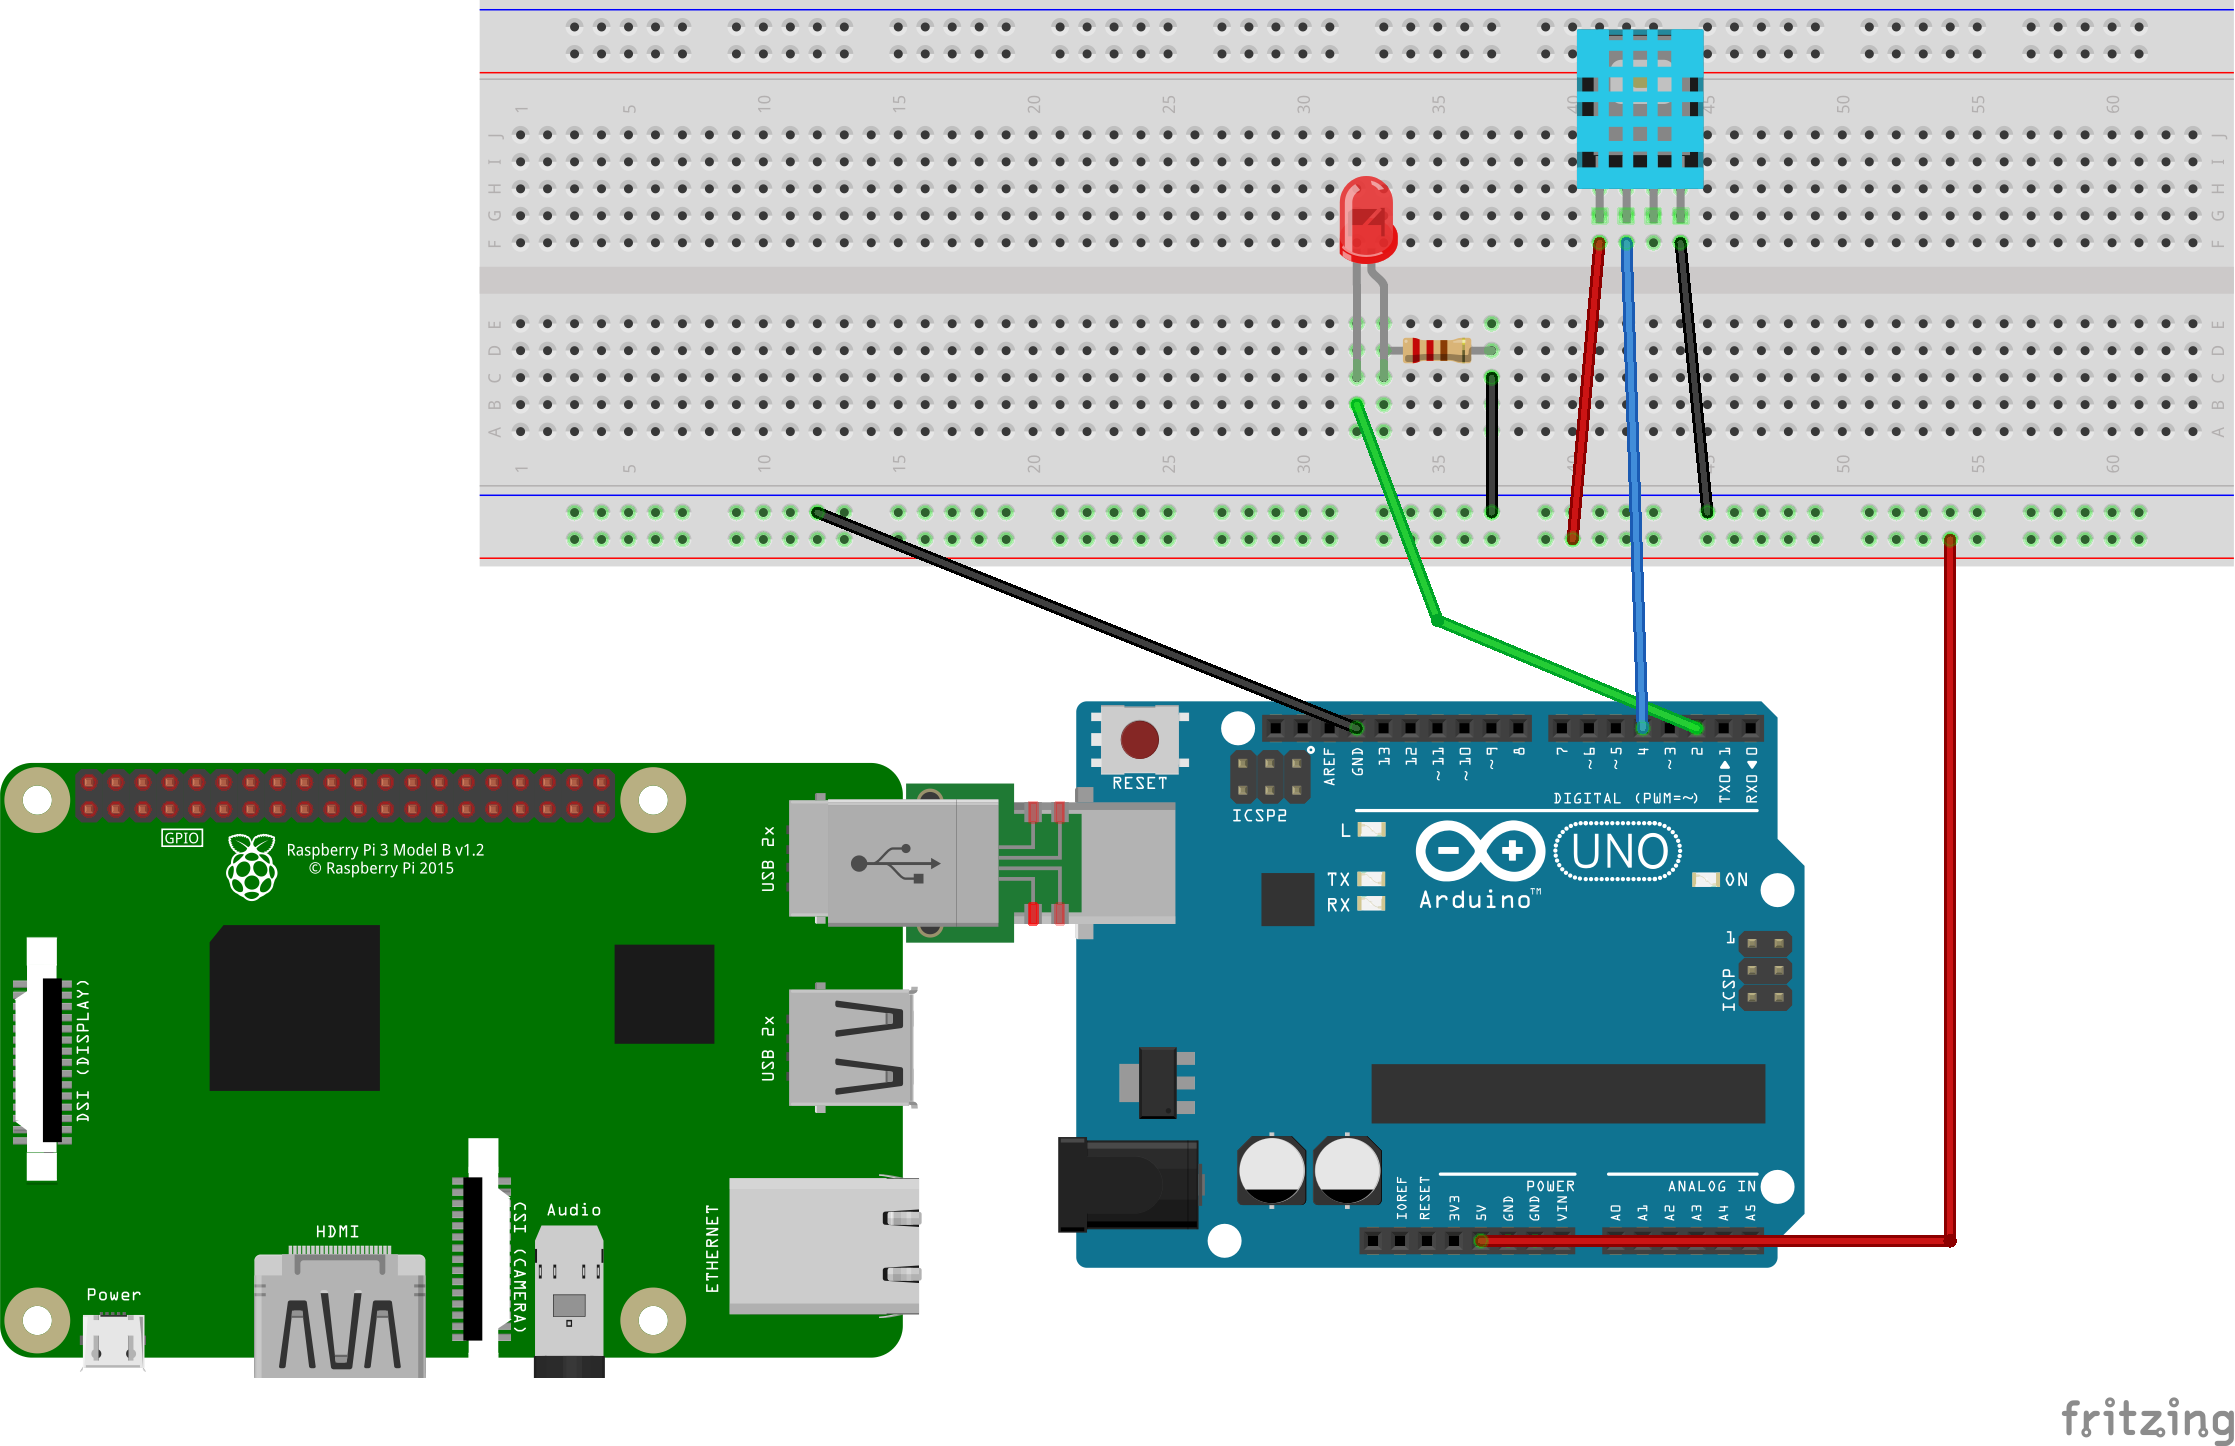 1 5 10 15 20 25 30 35 40 45 50 55 60
J J
I I
H H
G G
F F
E E
D D
C C
B B
A A
1 5 10 15 20 25 30 35 40 45 50 55 60
RESET
ICSP2
AREF GND 13 12 ~11 ~10 ~9 8 7 ~6 ~5 4 ~3 2 TX0▶1 RX0◀0
DIGITAL (PWM=~)
L
TX
RX
UNO
Arduino™
ON
1
ICSP
IOREF RESET 3V3 5V GND GND VIN
POWER
A0 A1 A2 A3 A4 A5
ANALOG IN
GPIO
Raspberry Pi 3 Model B v1.2
© Raspberry Pi 2015
USB 2x
USB 2x
DSI (DISPLAY)
CSI (CAMERA)
ETHERNET
Audio
HDMI
Power
fritzing